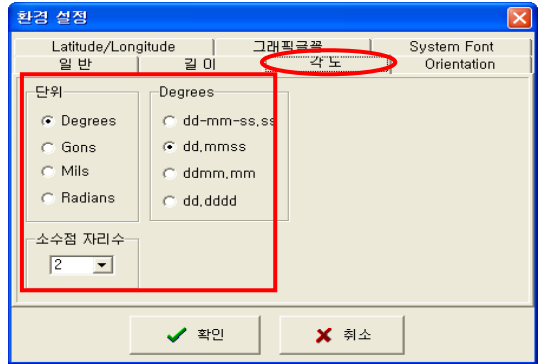 환경 설정
Latitude/Longitude 그래픽글꼴 System Font
일 반 길 이 각 도 Orientation
단위 Degrees
Degrees dd-mm-ss,ss
Gons dd,mmss
Mils ddmm,mm
Radians dd,dddd
소수점 자리수
2
확인 취소